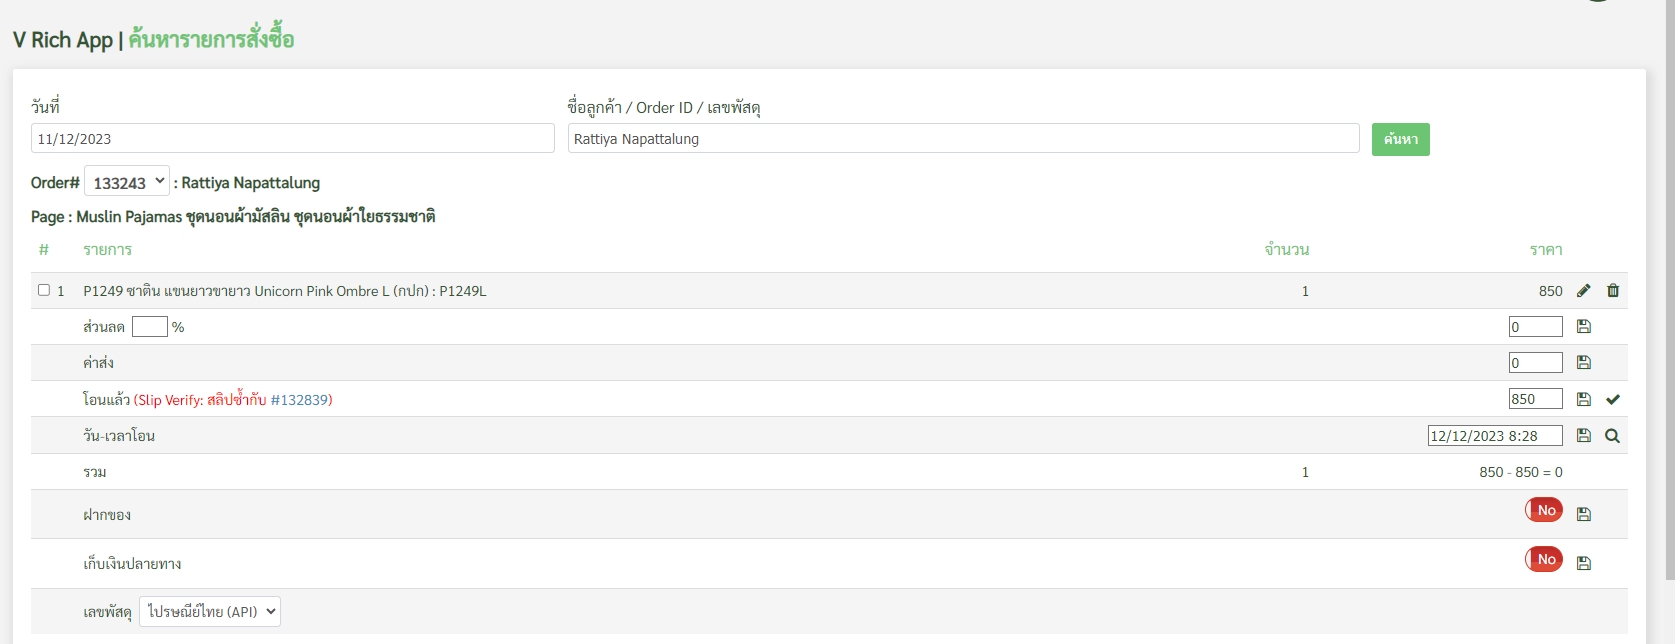 V Rich App | ค้นหารายการสั่งซื้อ
วันที่ ชื่อลูกค้า / Order ID / เลขพัสดุ
11/12/2023 Rattiya Napattalung ค้นหา
Order# 133243 : Rattiya Napattalung
Page : Muslin Pajamas ชุดนอนผ้ามัสลิน ชุดนอนผ้าใยธรรมชาติ
# รายการ จำนวน ราคา
1 P1249 ซาติน แขนยาวขายาว Unicorn Pink Ombre L (กปก) : P1249L 1 850
ส่วนลด % 0
ค่าส่ง 0
โอนแล้ว (Slip Verify: สลิปซ้ำกับ #132839) 850
วัน-เวลาโอน 12/12/2023 8:28
รวม 1 850 - 850 = 0
ฝากของ No
เก็บเงินปลายทาง No
เลขพัสดุ ไปรษณีย์ไทย (API)